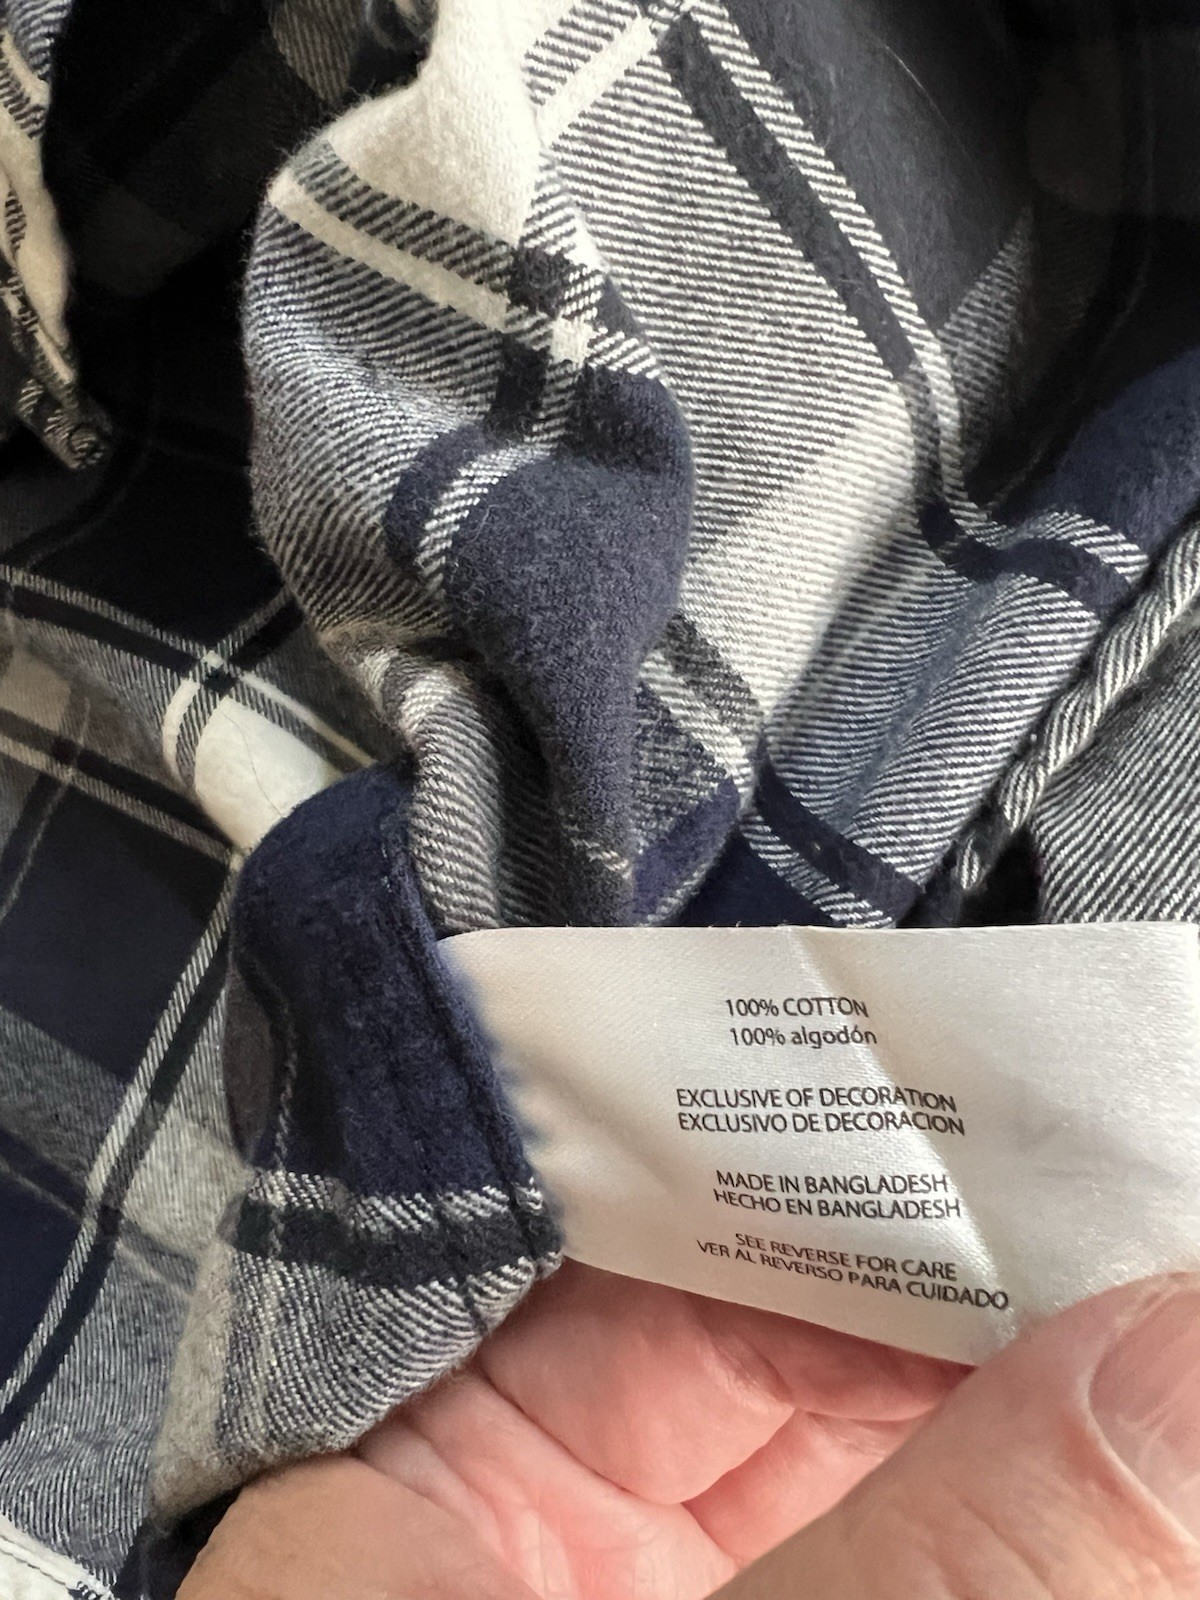 100% COTTON
100% algodón
EXCLUSIVE OF DECORATION
EXCLUSIVO DE DECORACION
MADE IN BANGLADESH
HECHO EN BANGLADESH
SEE REVERSE FOR CARE
VER AL REVERSO PARA CUIDADO